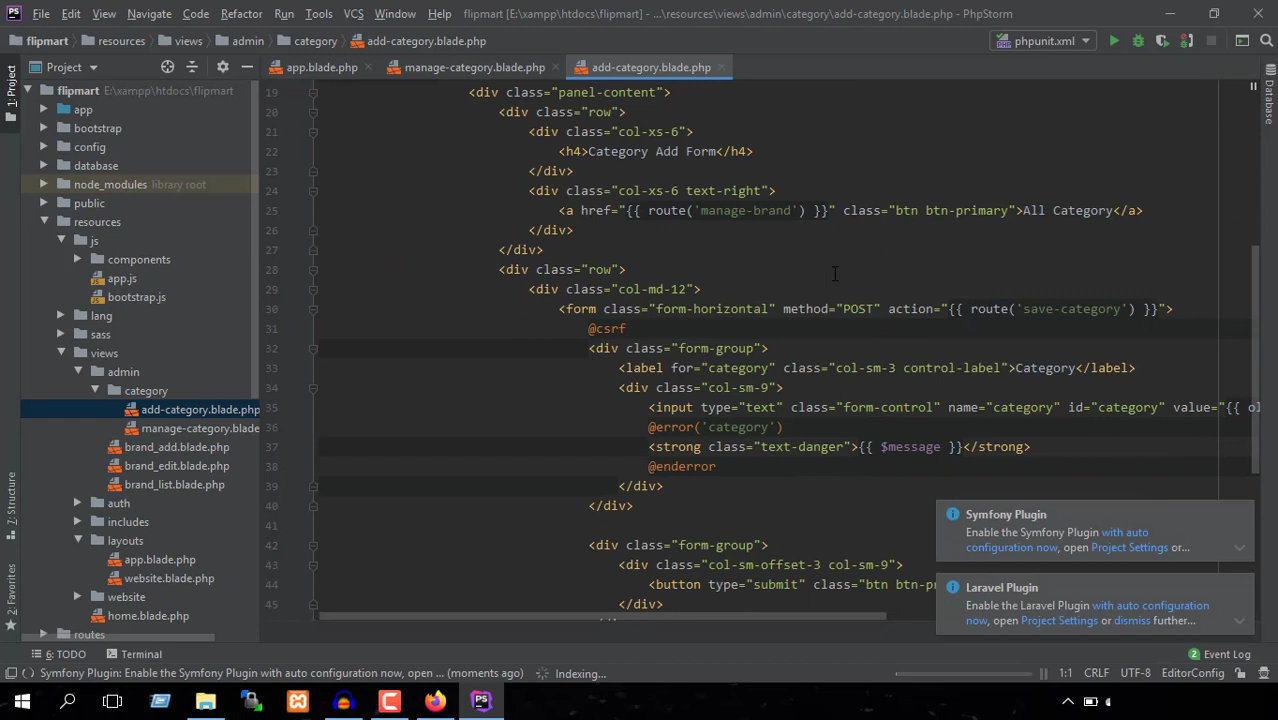 File Edit View Navigate Code Refactor Run Tools VCS Window Help flipmart [E:\xampp\htdocs\flipmart] - ...\resources\views\admin\category\add-category.blade.php - PhpStorm
flipmart resources views admin category add-category.blade.php phpunit.xml
Project app.blade.php manage-category.blade.php add-category.blade.php
1: Project
Database
flipmart E:\xampp\htdocs\flipmart
app
bootstrap
config
database
node_modules library root
public
resources
js
components
app.js
bootstrap.js
lang
sass
views
admin
category
add-category.blade.php
manage-category.blade
brand_add.blade.php
brand_edit.blade.php
brand_list.blade.php
auth
includes
layouts
app.blade.php
website.blade.php
website
home.blade.php
routes
7: Structure
2: Favorites
19 <div class="panel-content">
20 <div class="row">
21 <div class="col-xs-6">
22 <h4>Category Add Form</h4>
23 </div>
24 <div class="col-xs-6 text-right">
25 <a href="{{ route('manage-brand') }}" class="btn btn-primary">All Category</a>
26 </div>
27 </div>
28 <div class="row">
29 <div class="col-md-12">
30 <form class="form-horizontal" method="POST" action="{{ route('save-category') }}">
31 @csrf
32 <div class="form-group">
33 <label for="category" class="col-sm-3 control-label">Category</label>
34 <div class="col-sm-9">
35 <input type="text" class="form-control" name="category" id="category" value="{{ ol
36 @error('category')
37 <strong class="text-danger">{{ $message }}</strong>
38 @enderror
39 </div>
40 </div>
41
42 <div class="form-group">
43 <div class="col-sm-offset-3 col-sm-9">
44 <button type="submit" class="btn btn-p
45 </div>
Symfony Plugin
Enable the Symfony Plugin with auto
configuration now, open Project Settings or...
Laravel Plugin
Enable the Laravel Plugin with auto configuration
now, open Project Settings or dismiss further...
6: TODO Terminal 2 Event Log
Symfony Plugin: Enable the Symfony Plugin with auto configuration now, open ... (moments ago) Indexing... 1:1 CRLF UTF-8 EditorConfig
PS